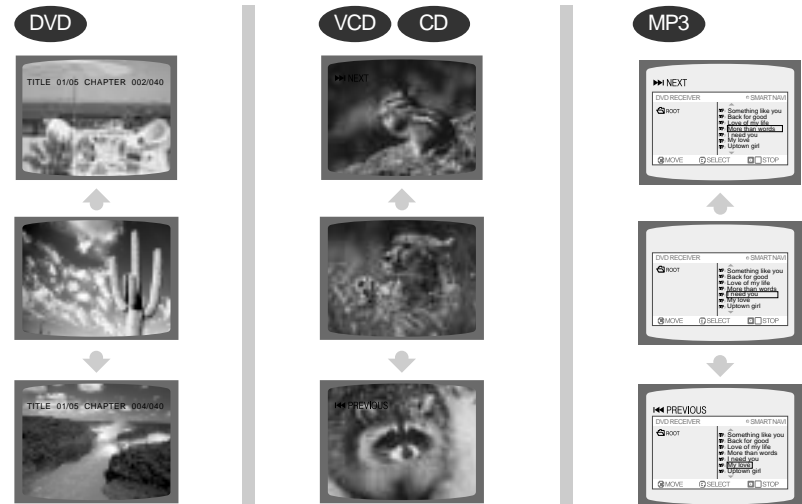 DVD
TITLE 01/05 CHAPTER 002/040
TITLE 01/05 CHAPTER 004/040
VCD CD
NEXT
PREVIOUS
MP3
NEXT
DVD RECEIVER SMART NAVI
ROOT
Something like you
Back for good
Love of my life
More than words
I need you
My love
Uptown girl
MOVE SELECT STOP
DVD RECEIVER SMART NAVI
ROOT
Something like you
Back for good
Love of my life
More than words
I need you
My love
Uptown girl
MOVE SELECT STOP
PREVIOUS
DVD RECEIVER SMART NAVI
ROOT
Something like you
Back for good
Love of my life
More than words
I need you
My love
Uptown girl
MOVE SELECT STOP